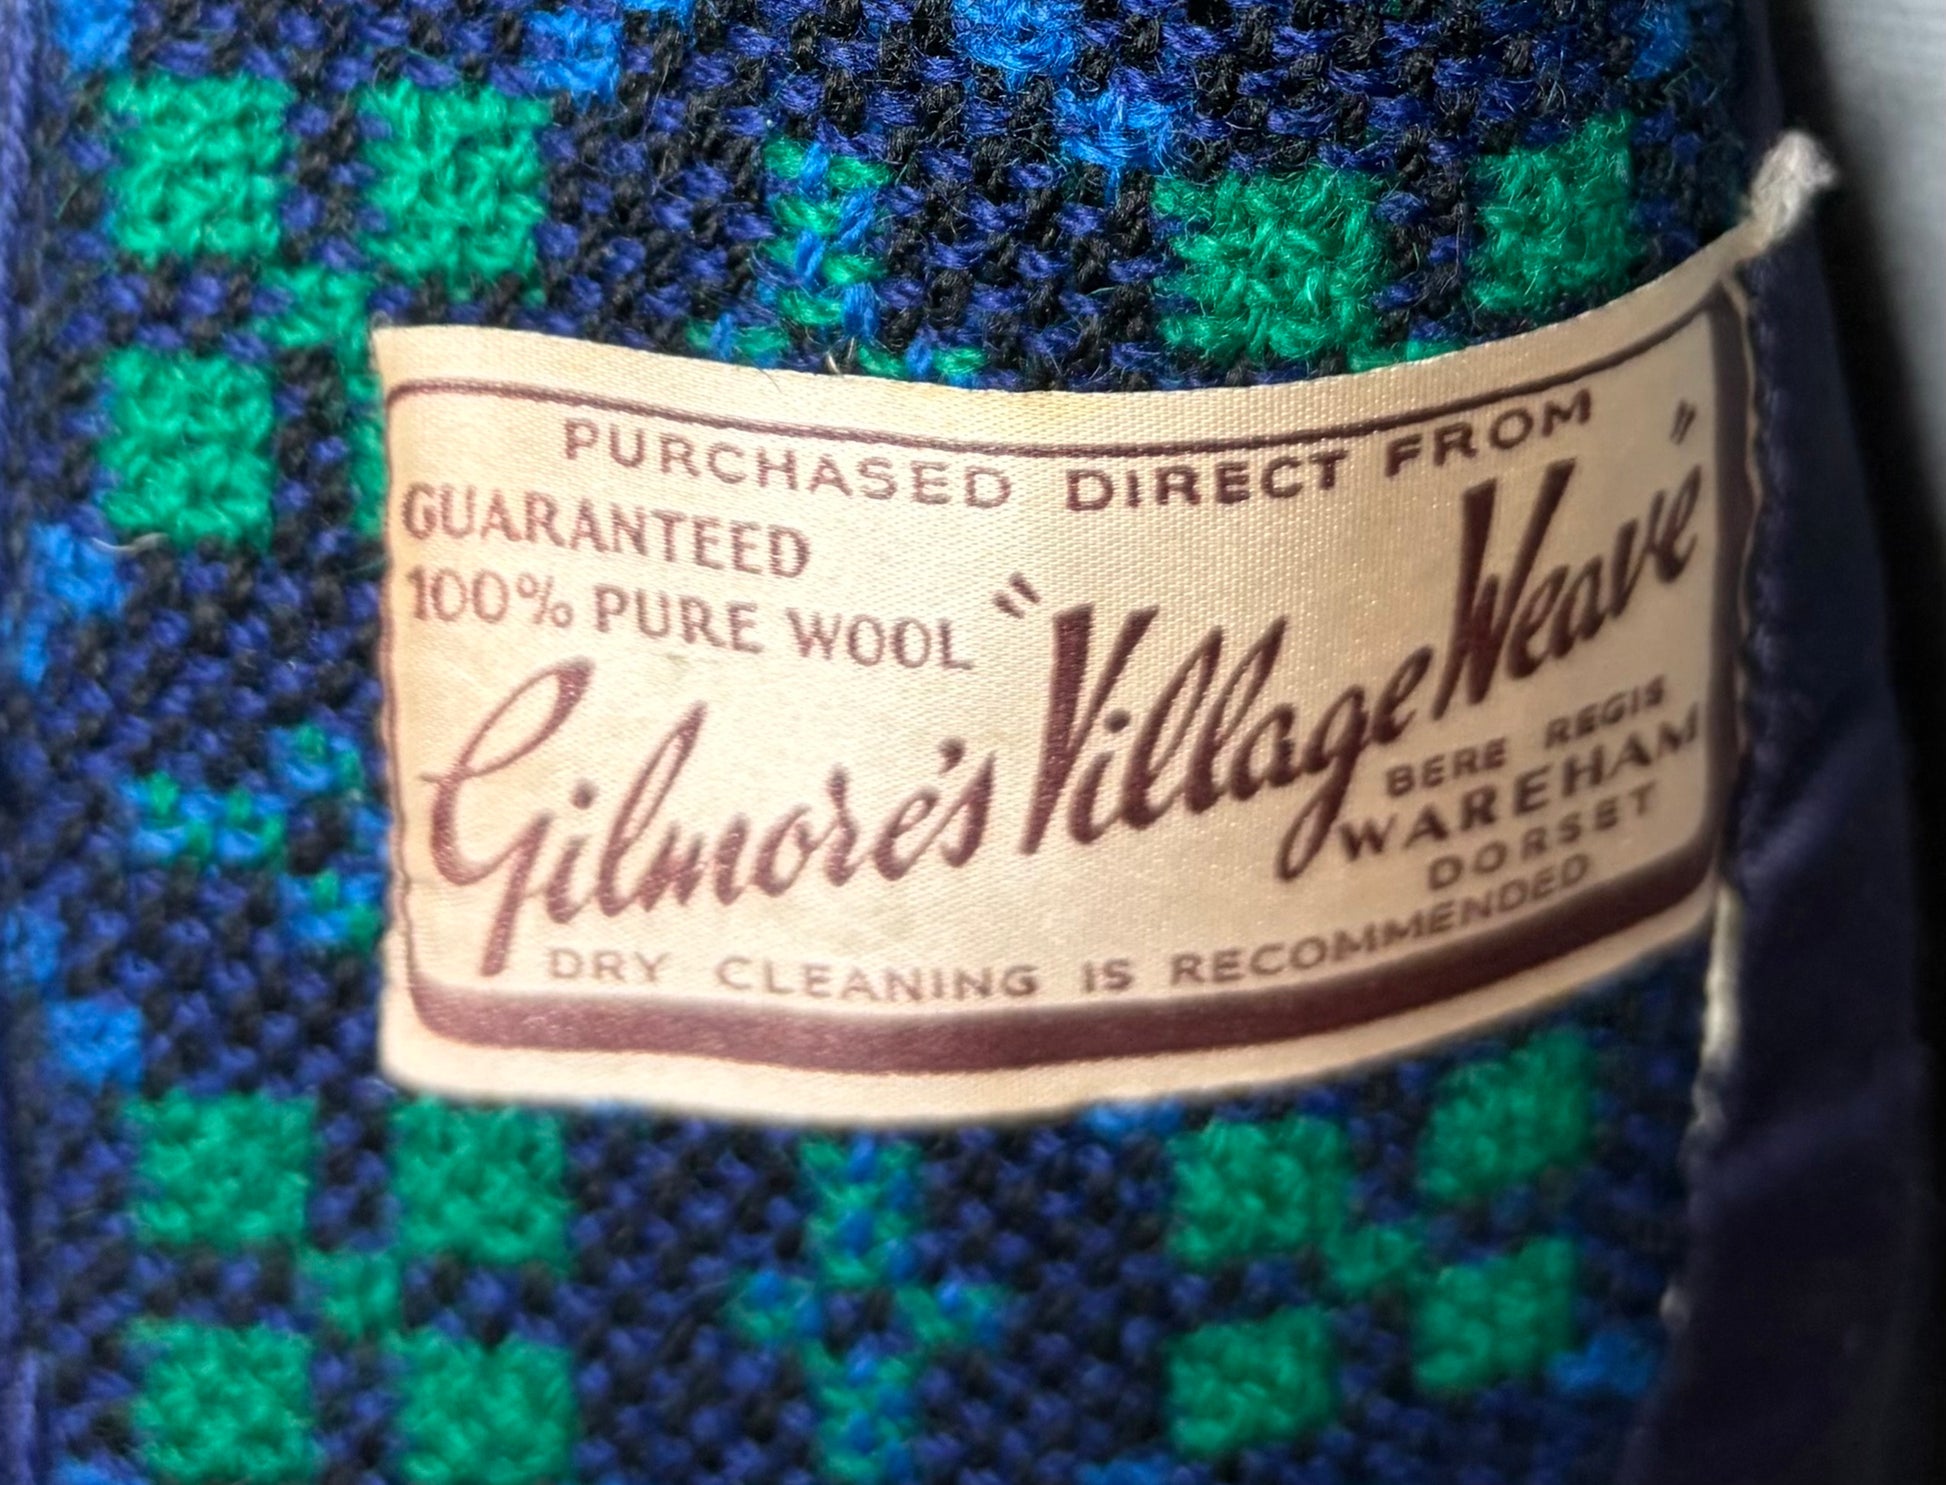 PURCHASED DIRECT FROM
GUARANTEED
100% PURE WOOL
Gilmore's "Village Weave"
BERE REGIS
WAREHAM
DORSET
DRY CLEANING IS RECOMMENDED